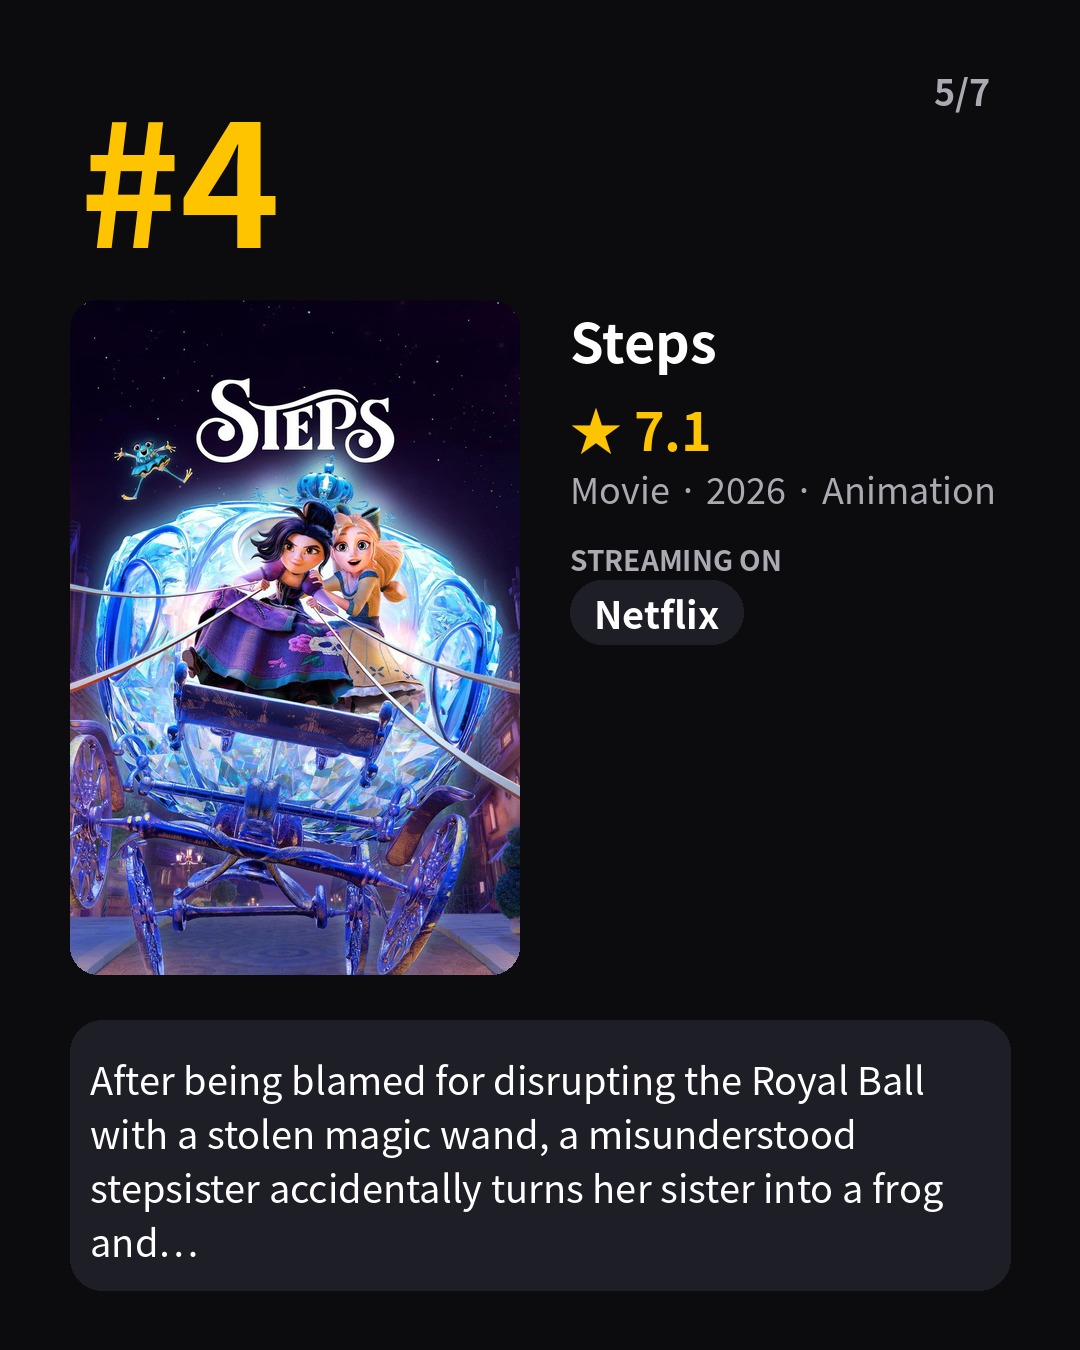 5/7
#4
STEPS
Steps
★ 7.1
Movie · 2026 · Animation
STREAMING ON
Netflix
After being blamed for disrupting the Royal Ball
with a stolen magic wand, a misunderstood
stepsister accidentally turns her sister into a frog
and…